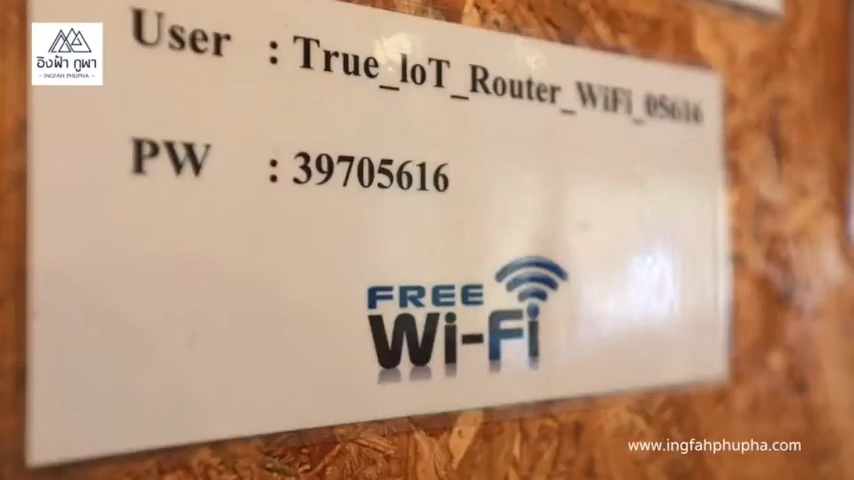 อิงฟ้า ภูผา
- INGFAH PHUPHA -
User : True_IoT_Router_WiFi_05616
PW : 39705616
FREE
Wi-Fi
www.ingfahphupha.com